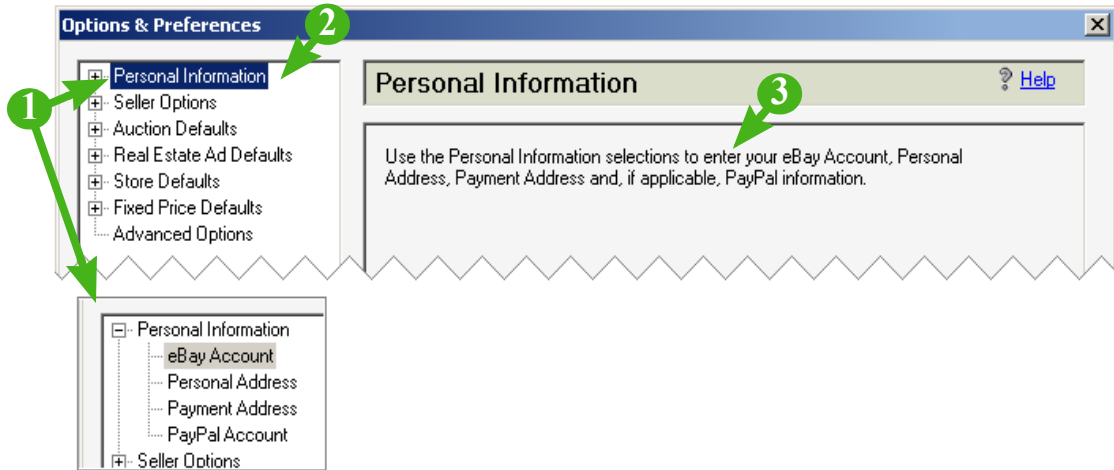 Options & Preferences
2
Personal Information
Seller Options
Auction Defaults
Real Estate Ad Defaults
Store Defaults
Fixed Price Defaults
Advanced Options
1
Personal Information
? Help
3
Use the Personal Information selections to enter your eBay Account, Personal
Address, Payment Address and, if applicable, PayPal information.
Personal Information
eBay Account
Personal Address
Payment Address
PayPal Account
Seller Options